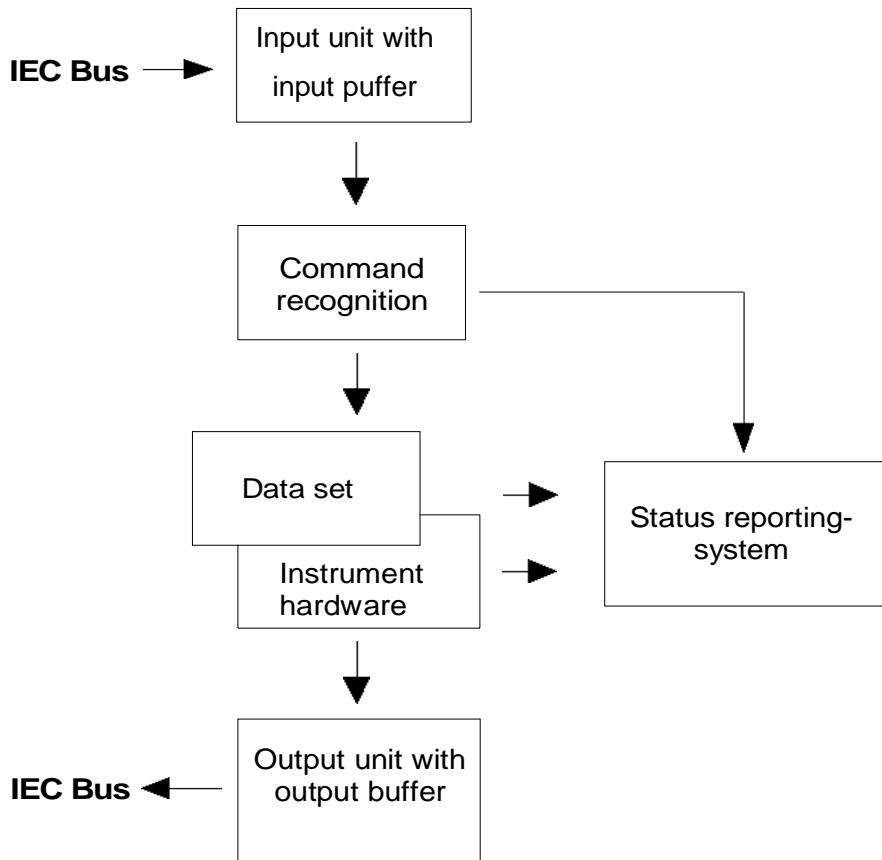 Input unit with
input puffer
IEC Bus
Command
recognition
Data set
Instrument
hardware
Status reporting-
system
Output unit with
output buffer
IEC Bus